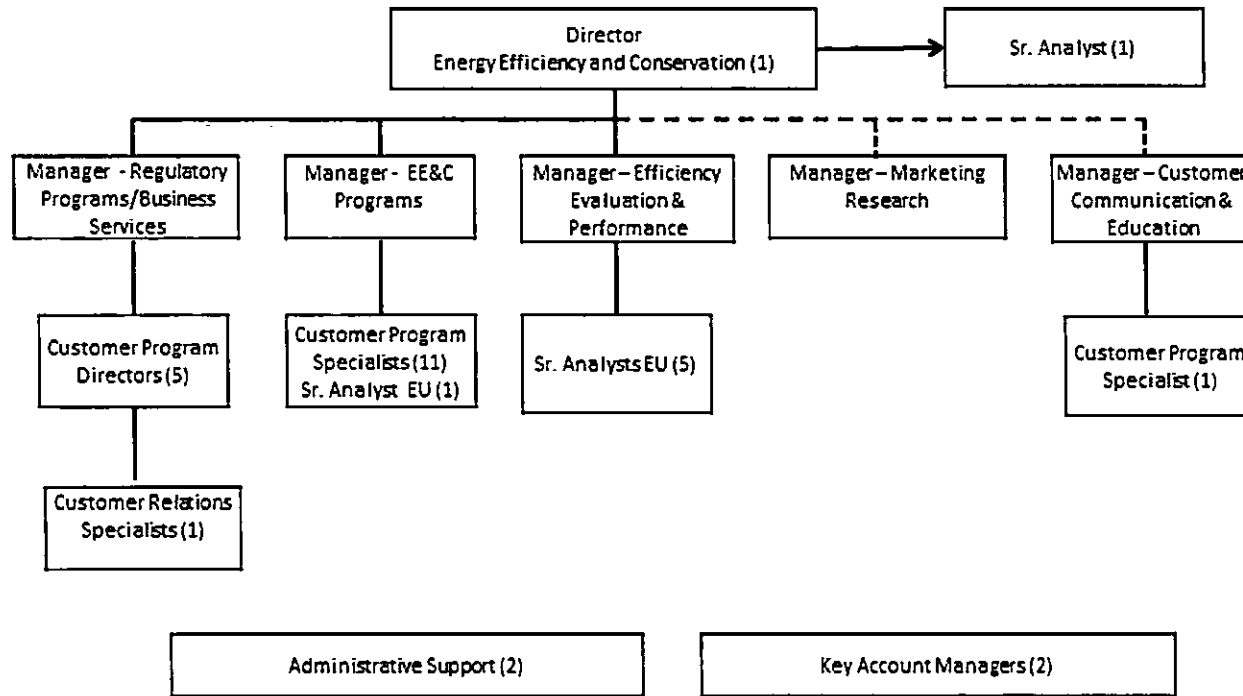 Director
Energy Efficiency and Conservation (1)
Sr. Analyst (1)
Manager - Regulatory
Programs/Business
Services
Manager - EE&C
Programs
Manager – Efficiency
Evaluation &
Performance
Manager – Marketing
Research
Manager – Customer
Communication &
Education
Customer Program
Directors (5)
Customer Program
Specialists (11)
Sr. Analyst EU (1)
Sr. Analysts EU (5)
Customer Program
Specialist (1)
Customer Relations
Specialists (1)
Administrative Support (2)
Key Account Managers (2)